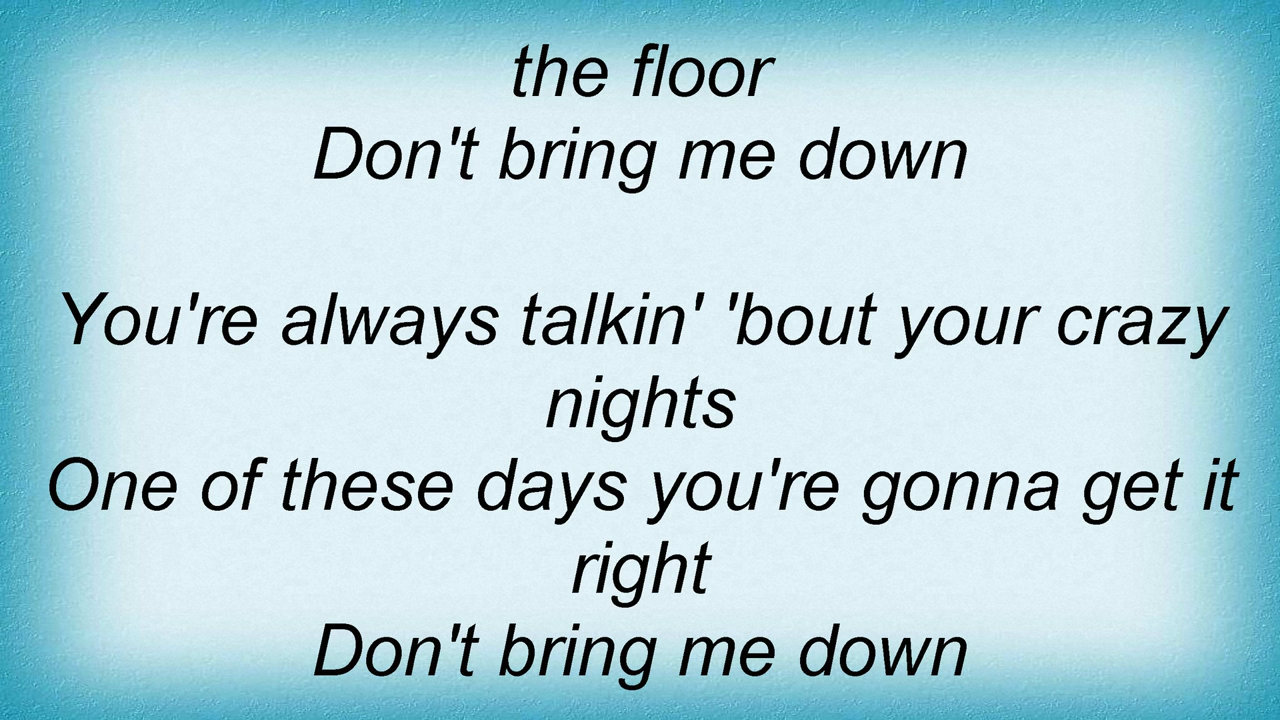 the floor
Don't bring me down
You're always talkin' 'bout your crazy
nights
One of these days you're gonna get it
right
Don't bring me down